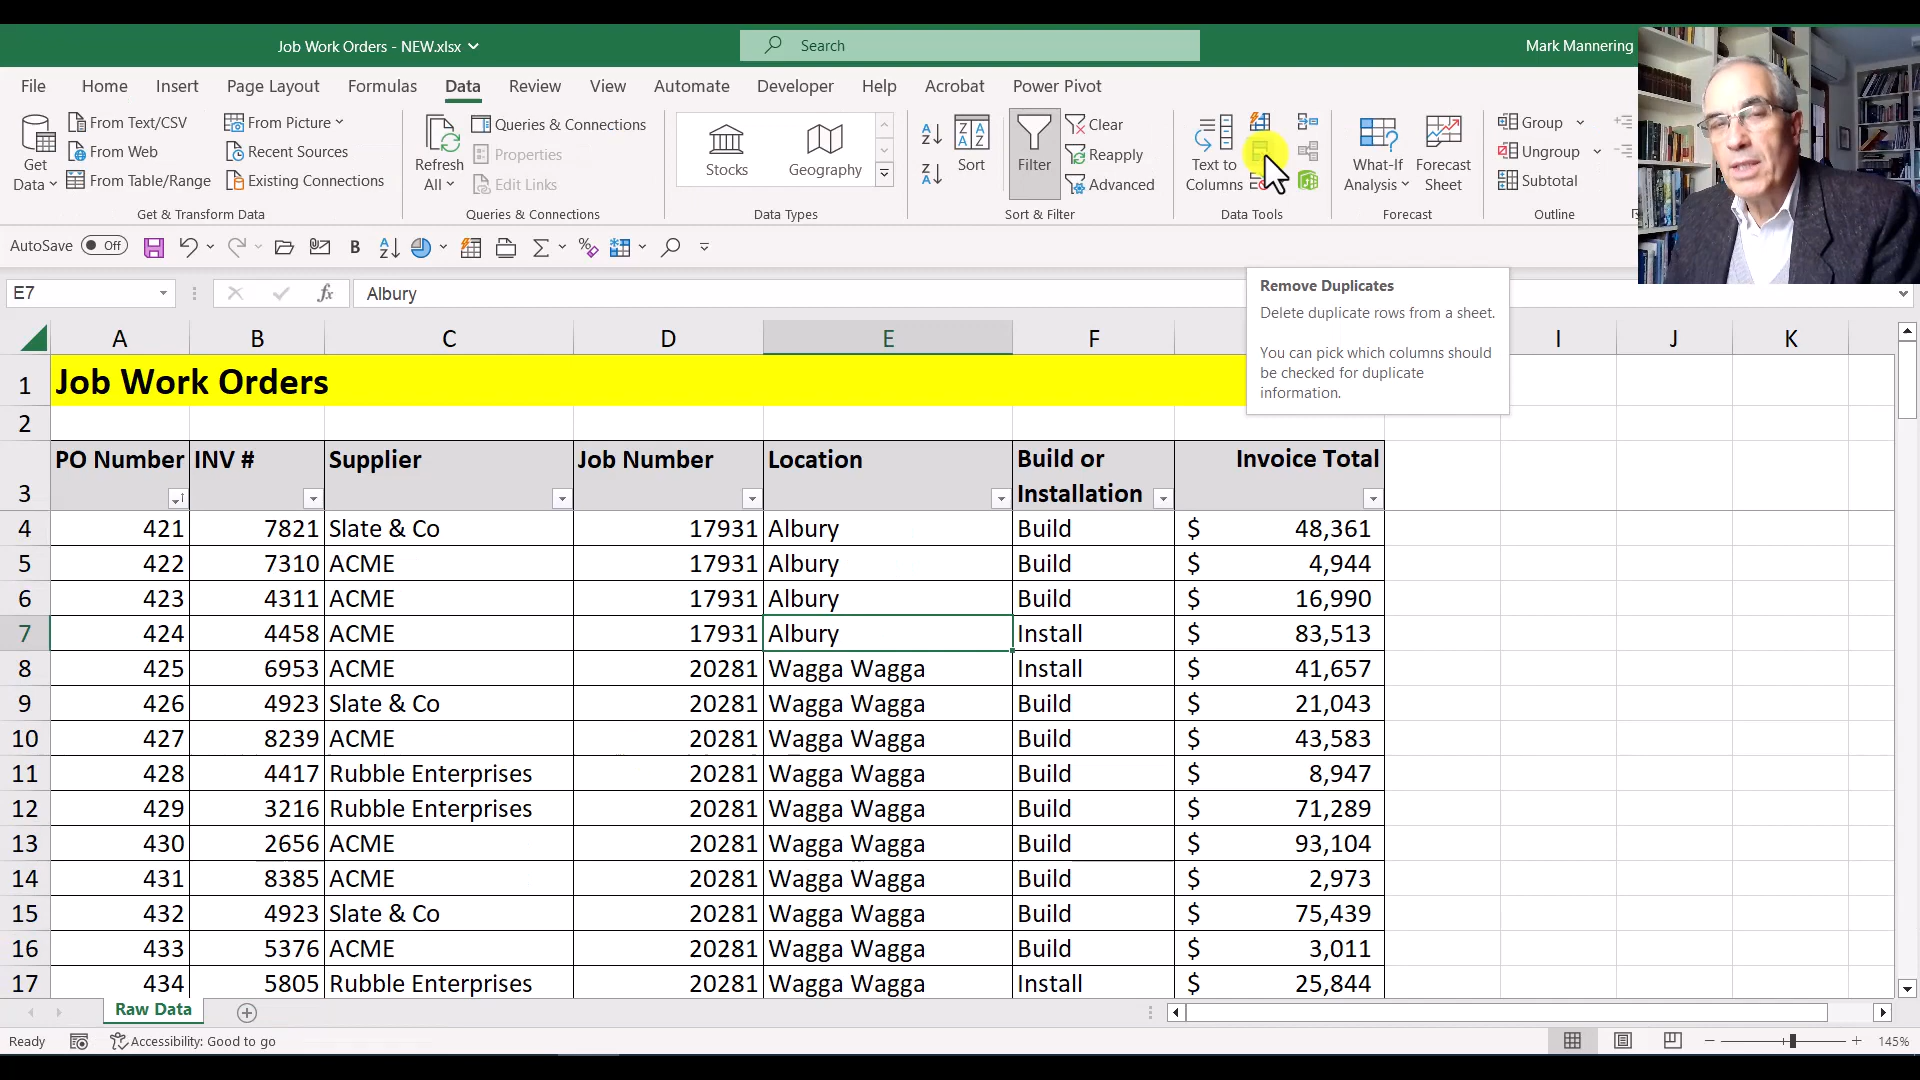 Job Work Orders - NEW.xlsx
Search
Mark Mannering
File Home Insert Page Layout Formulas Data Review View Automate Developer Help Acrobat Power Pivot
Get Data
From Text/CSV
From Web
From Table/Range
From Picture
Recent Sources
Existing Connections
Get & Transform Data
Refresh All
Queries & Connections
Properties
Edit Links
Queries & Connections
Stocks
Geography
Data Types
Sort
Filter
Clear
Reapply
Advanced
Sort & Filter
Text to Columns
Data Tools
What-If Analysis
Forecast Sheet
Forecast
Group
Ungroup
Subtotal
Outline
AutoSave Off
E7
fx
Albury
Remove Duplicates
Delete duplicate rows from a sheet.
You can pick which columns should
be checked for duplicate
information.
A B C D E F I J K
1 Job Work Orders
2
3 PO Number INV # Supplier Job Number Location Build or Installation Invoice Total
4 421 7821 Slate & Co 17931 Albury Build $ 48,361
5 422 7310 ACME 17931 Albury Build $ 4,944
6 423 4311 ACME 17931 Albury Build $ 16,990
7 424 4458 ACME 17931 Albury Install $ 83,513
8 425 6953 ACME 20281 Wagga Wagga Install $ 41,657
9 426 4923 Slate & Co 20281 Wagga Wagga Build $ 21,043
10 427 8239 ACME 20281 Wagga Wagga Build $ 43,583
11 428 4417 Rubble Enterprises 20281 Wagga Wagga Build $ 8,947
12 429 3216 Rubble Enterprises 20281 Wagga Wagga Build $ 71,289
13 430 2656 ACME 20281 Wagga Wagga Build $ 93,104
14 431 8385 ACME 20281 Wagga Wagga Build $ 2,973
15 432 4923 Slate & Co 20281 Wagga Wagga Build $ 75,439
16 433 5376 ACME 20281 Wagga Wagga Build $ 3,011
17 434 5805 Rubble Enterprises 20281 Wagga Wagga Install $ 25,844
Raw Data
Ready
Accessibility: Good to go
145%